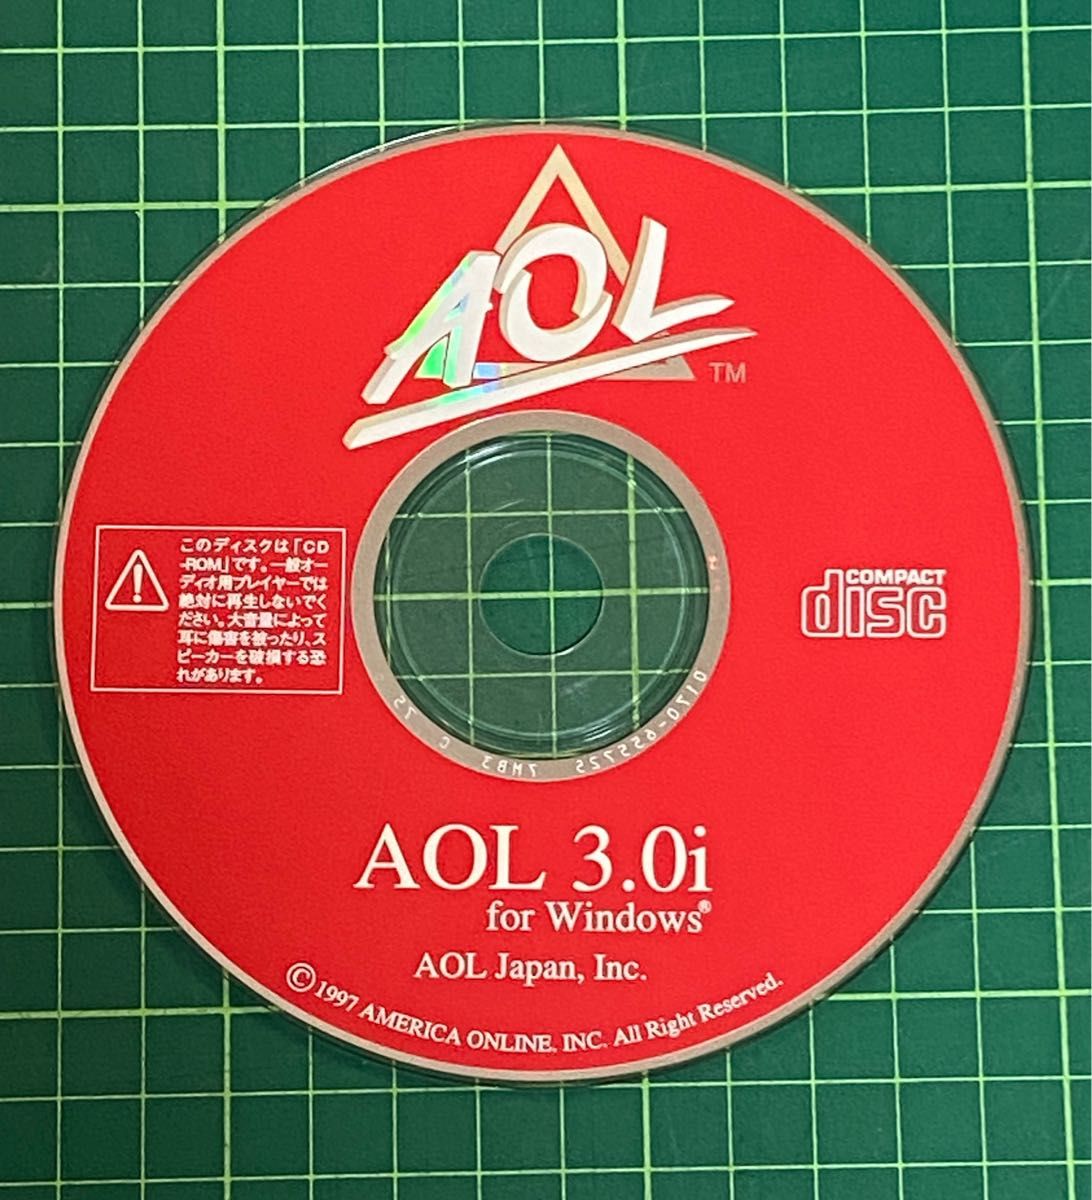 AOL
TM
このディスクは「CD
-ROM」です。一般オー
ディオ用プレイヤーでは
絶対に再生しないでく
ださい。大音量によって
耳に傷害を被ったり、ス
ピーカーを破損する恐
れがあります。
COMPACT
disc
0170-655725 7MB3 C 75
AOL 3.0i
for Windows®
AOL Japan, Inc.
©1997 AMERICA ONLINE, INC. All Right Reserved.